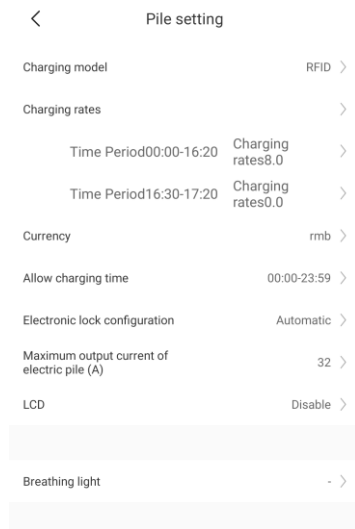 Pile setting
Charging model RFID
Charging rates
Time Period00:00-16:20 Charging
rates8.0
Time Period16:30-17:20 Charging
rates0.0
Currency rmb
Allow charging time 00:00-23:59
Electronic lock configuration Automatic
Maximum output current of
electric pile (A) 32
LCD Disable
Breathing light -